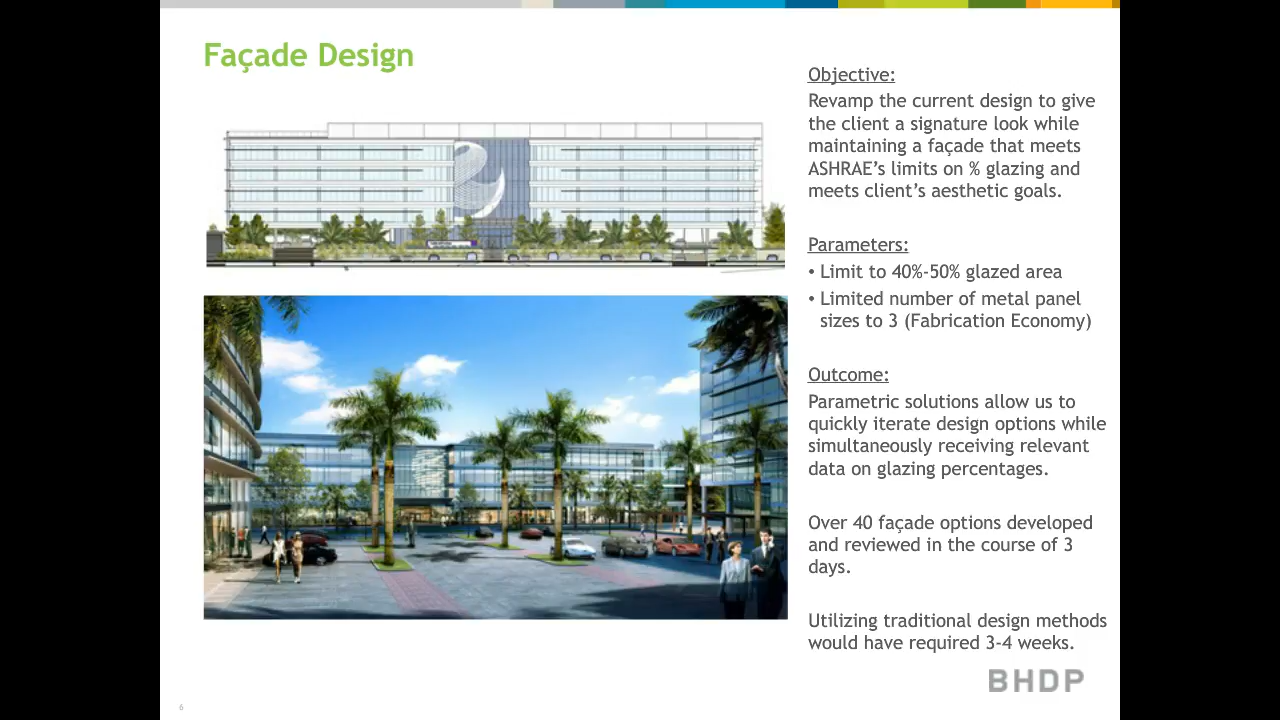 Façade Design
Objective:
Revamp the current design to give
the client a signature look while
maintaining a façade that meets
ASHRAE's limits on % glazing and
meets client's aesthetic goals.
Parameters:
• Limit to 40%-50% glazed area
• Limited number of metal panel
sizes to 3 (Fabrication Economy)
Outcome:
Parametric solutions allow us to
quickly iterate design options while
simultaneously receiving relevant
data on glazing percentages.
Over 40 façade options developed
and reviewed in the course of 3
days.
Utilizing traditional design methods
would have required 3-4 weeks.
BHDP
6